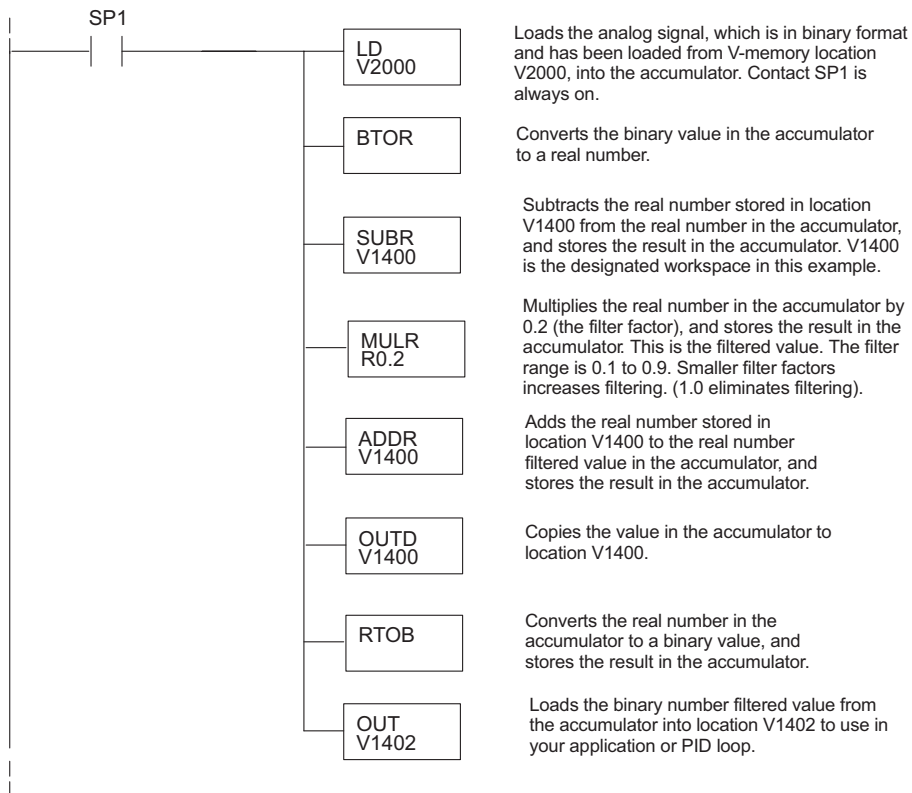 SP1
LD
V2000
Loads the analog signal, which is in binary format
and has been loaded from V-memory location
V2000, into the accumulator. Contact SP1 is
always on.
BTOR
Converts the binary value in the accumulator
to a real number.
SUBR
V1400
Subtracts the real number stored in location
V1400 from the real number in the accumulator,
and stores the result in the accumulator. V1400
is the designated workspace in this example.
MULR
R0.2
Multiplies the real number in the accumulator by
0.2 (the filter factor), and stores the result in the
accumulator. This is the filtered value. The filter
range is 0.1 to 0.9. Smaller filter factors
increases filtering. (1.0 eliminates filtering).
ADDR
V1400
Adds the real number stored in
location V1400 to the real number
filtered value in the accumulator, and
stores the result in the accumulator.
OUTD
V1400
Copies the value in the accumulator to
location V1400.
RTOB
Converts the real number in the
accumulator to a binary value, and
stores the result in the accumulator.
OUT
V1402
Loads the binary number filtered value from
the accumulator into location V1402 to use in
your application or PID loop.